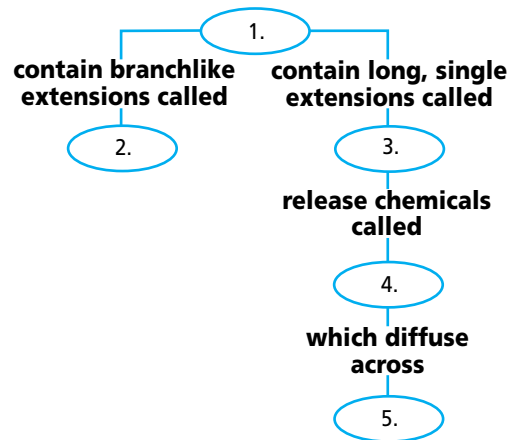 1.
contain branchlike
extensions called
contain long, single
extensions called
2.
3.
release chemicals
called
4.
which diffuse
across
5.